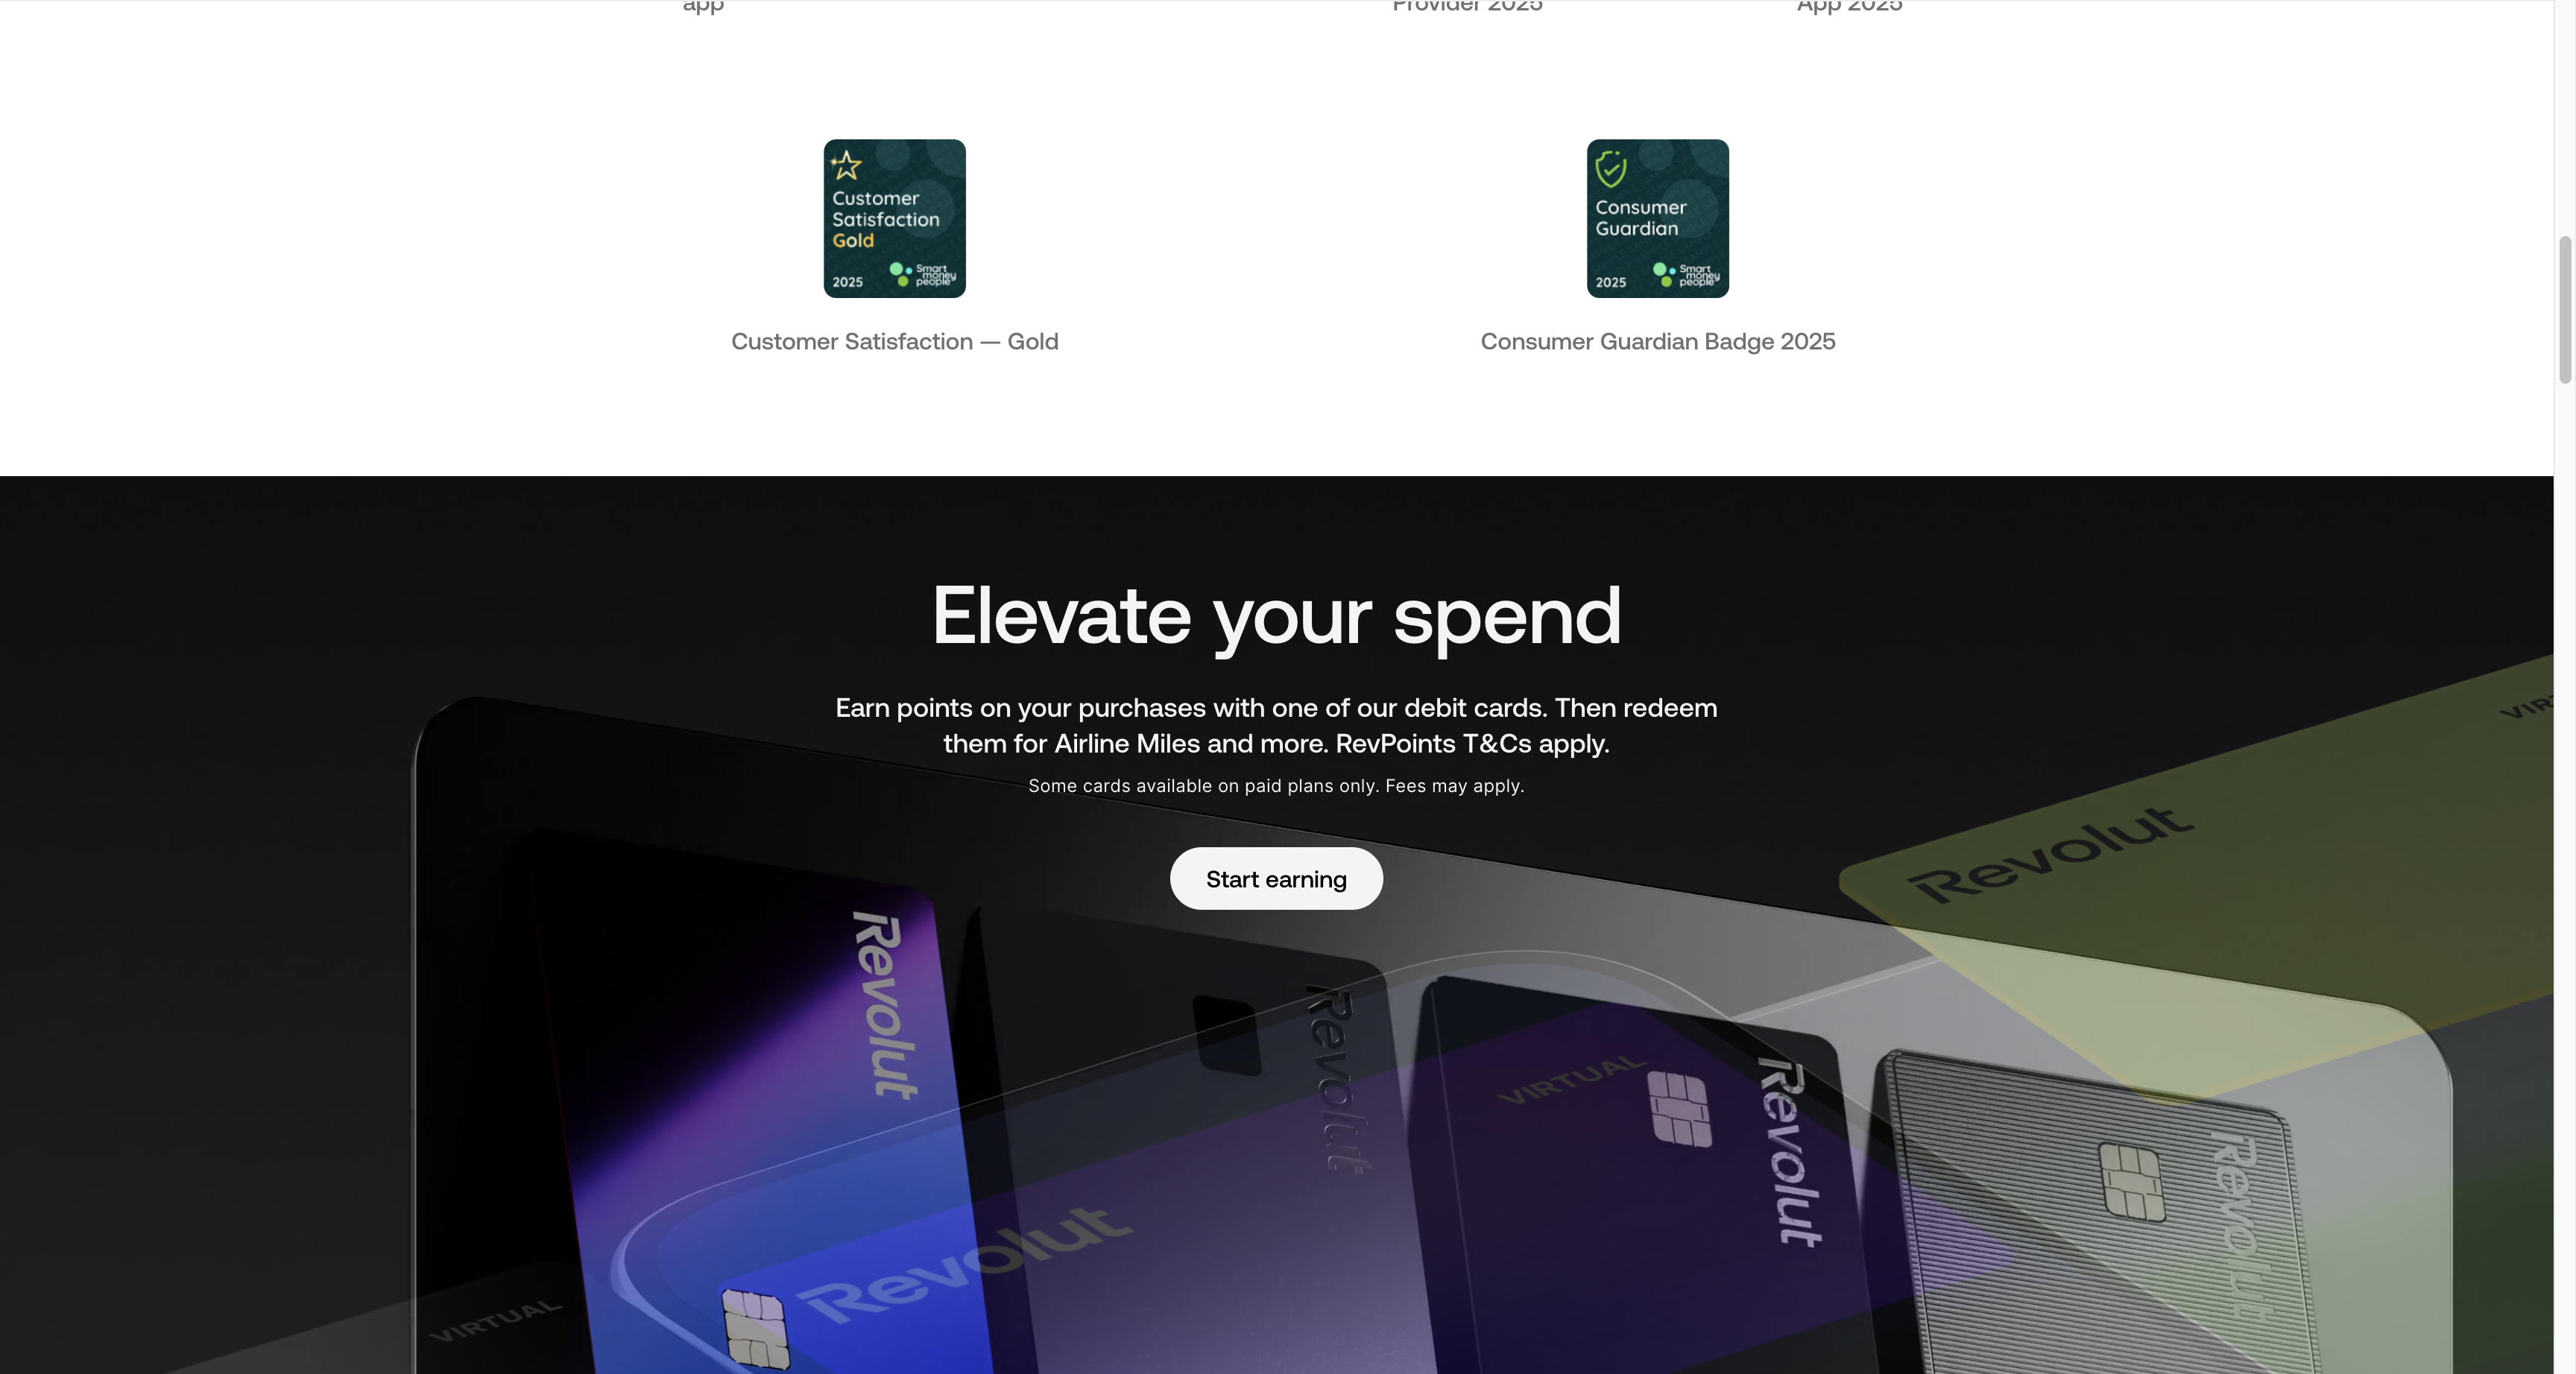 app
Provider 2025
App 2025
Customer
Satisfaction
Gold
2025
Smart
money
people
Consumer
Guardian
2025
Smart
money
people
Customer Satisfaction — Gold
Consumer Guardian Badge 2025
Elevate your spend
Earn points on your purchases with one of our debit cards. Then redeem
them for Airline Miles and more. RevPoints T&Cs apply.
Some cards available on paid plans only. Fees may apply.
Start earning
Revolut
Revolut
Revolut
VIRTUAL
Revolut
Revolut
Revolut
VIRTUAL